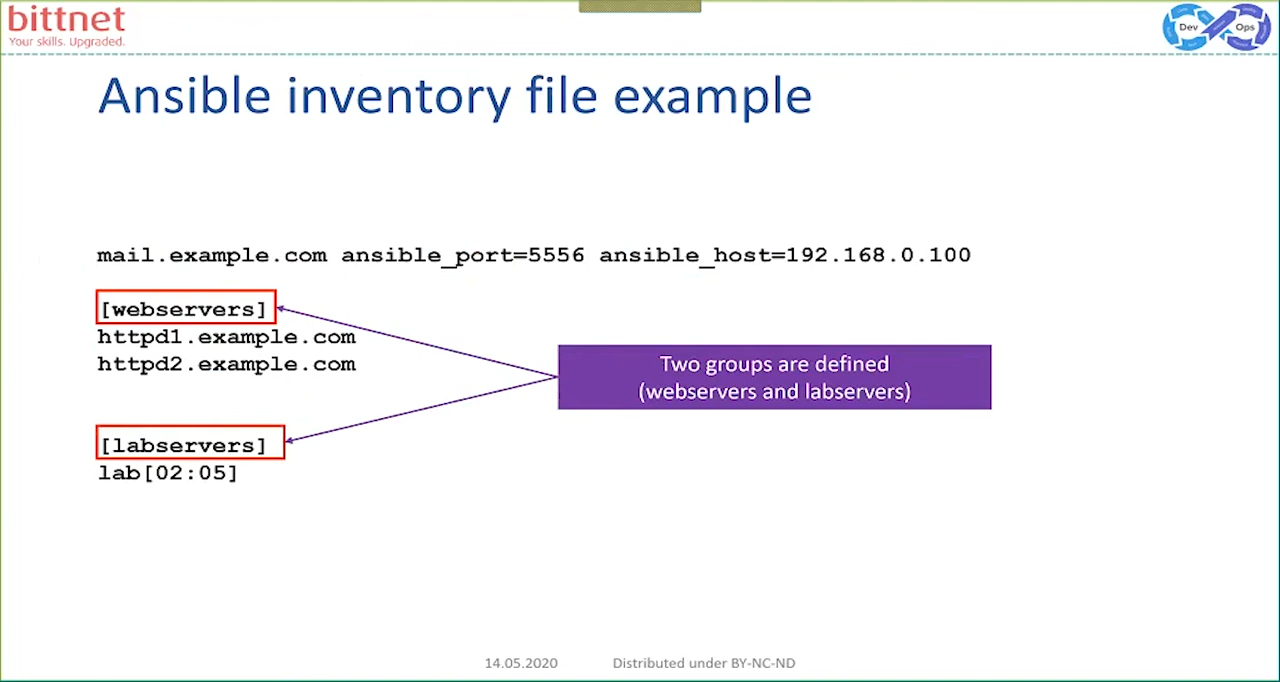 bittnet
Your skills. Upgraded.
Dev Ops
Ansible inventory file example
mail.example.com ansible_port=5556 ansible_host=192.168.0.100
[webservers]
httpd1.example.com
httpd2.example.com
Two groups are defined
(webservers and labservers)
[labservers]
lab[02:05]
14.05.2020 Distributed under BY-NC-ND